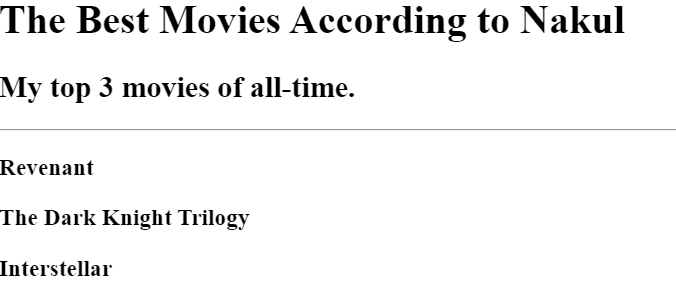 The Best Movies According to Nakul
My top 3 movies of all-time.
Revenant
The Dark Knight Trilogy
Interstellar